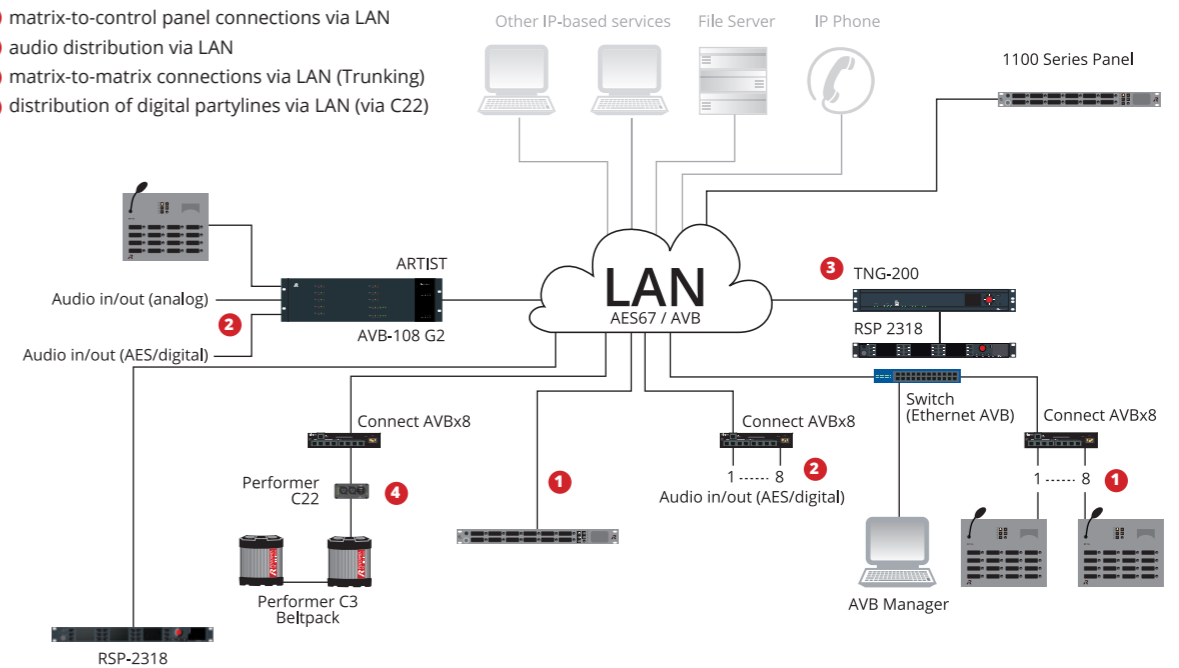 matrix-to-control panel connections via LAN
audio distribution via LAN
matrix-to-matrix connections via LAN (Trunking)
distribution of digital partylines via LAN (via C22)
Other IP-based services
File Server
IP Phone
1100 Series Panel
ARTIST
LAN
AES67 / AVB
3
TNG-200
Audio in/out (analog)
2
AVB-108 G2
RSP 2318
Audio in/out (AES/digital)
Switch
(Ethernet AVB)
Connect AVBx8
Connect AVBx8
Connect AVBx8
Performer
C22
4
1
1 ------ 8
2
Audio in/out (AES/digital)
1 ------ 8
1
Performer C3
Beltpack
AVB Manager
RSP-2318